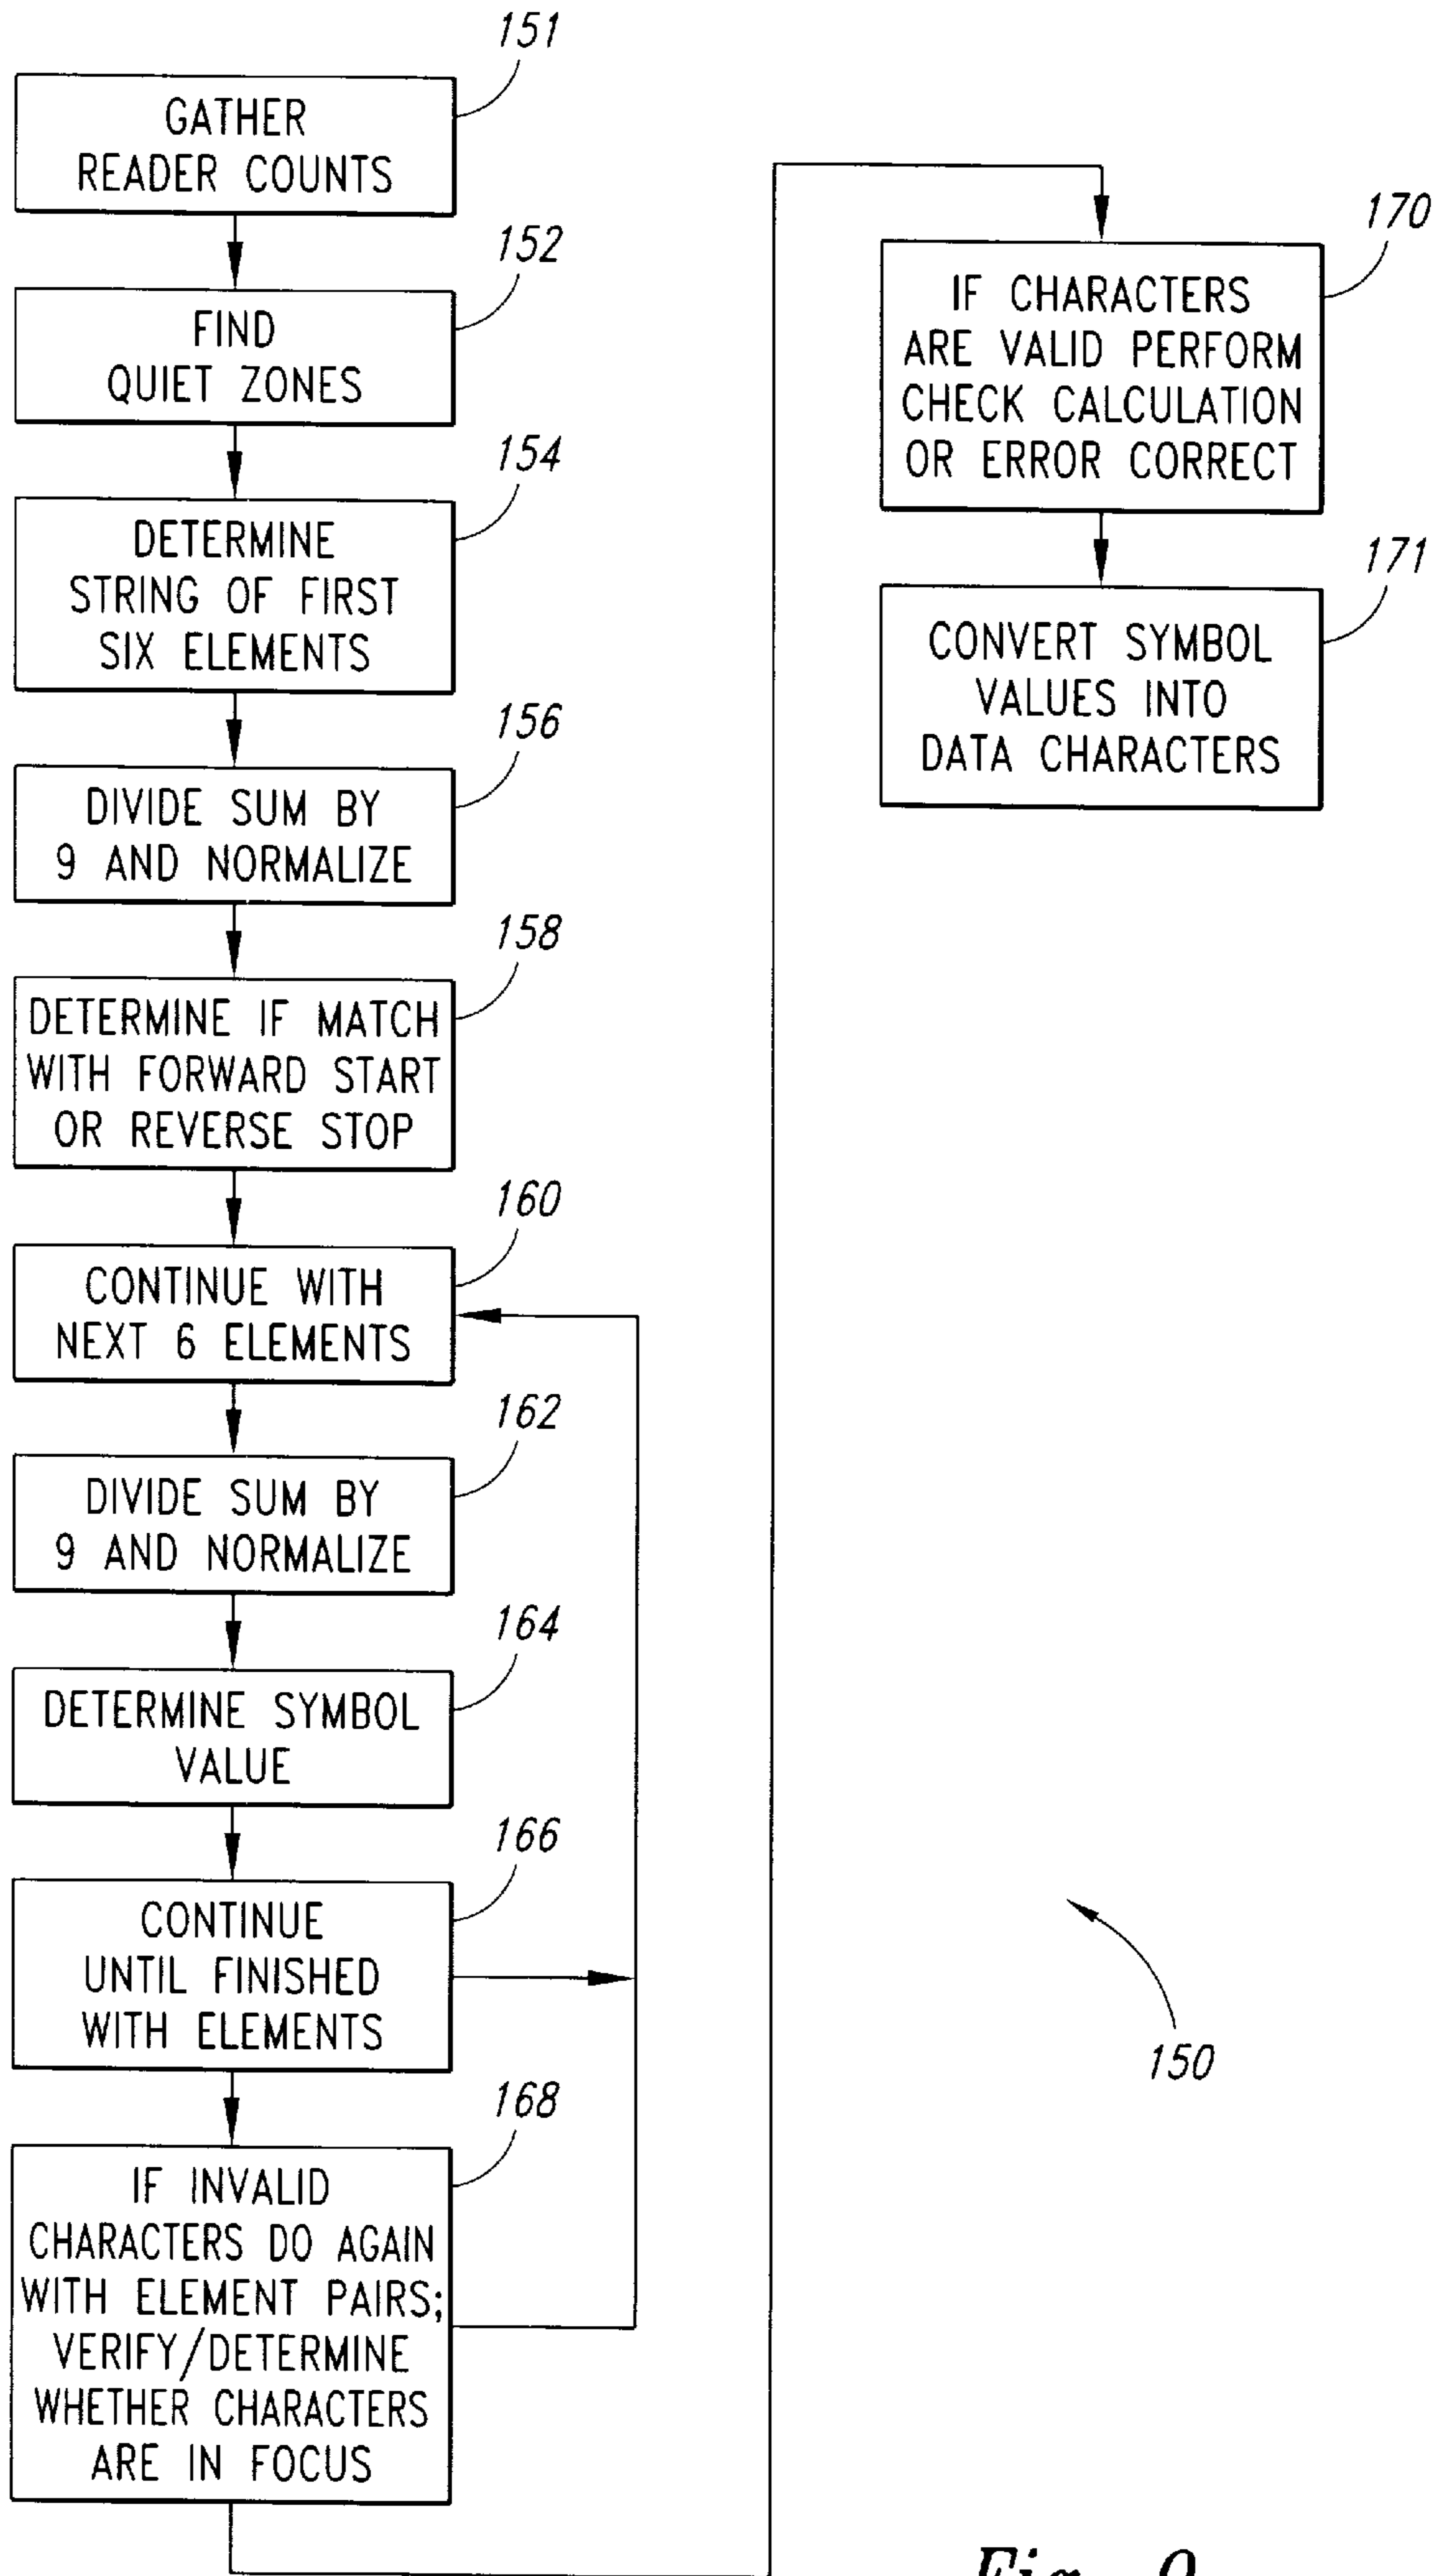 151
GATHER
READER COUNTS
152
FIND
QUIET ZONES
154
DETERMINE
STRING OF FIRST
SIX ELEMENTS
156
DIVIDE SUM BY
9 AND NORMALIZE
158
DETERMINE IF MATCH
WITH FORWARD START
OR REVERSE STOP
160
CONTINUE WITH
NEXT 6 ELEMENTS
162
DIVIDE SUM BY
9 AND NORMALIZE
164
DETERMINE SYMBOL
VALUE
166
CONTINUE
UNTIL FINISHED
WITH ELEMENTS
168
IF INVALID
CHARACTERS DO AGAIN
WITH ELEMENT PAIRS;
VERIFY/DETERMINE
WHETHER CHARACTERS
ARE IN FOCUS
170
IF CHARACTERS
ARE VALID PERFORM
CHECK CALCULATION
OR ERROR CORRECT
171
CONVERT SYMBOL
VALUES INTO
DATA CHARACTERS
150